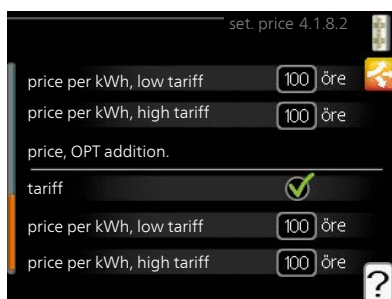 set. price 4.1.8.2
price per kWh, low tariff 100 öre
price per kWh, high tariff 100 öre
price, OPT addition.
tariff
price per kWh, low tariff 100 öre
price per kWh, high tariff 100 öre
?